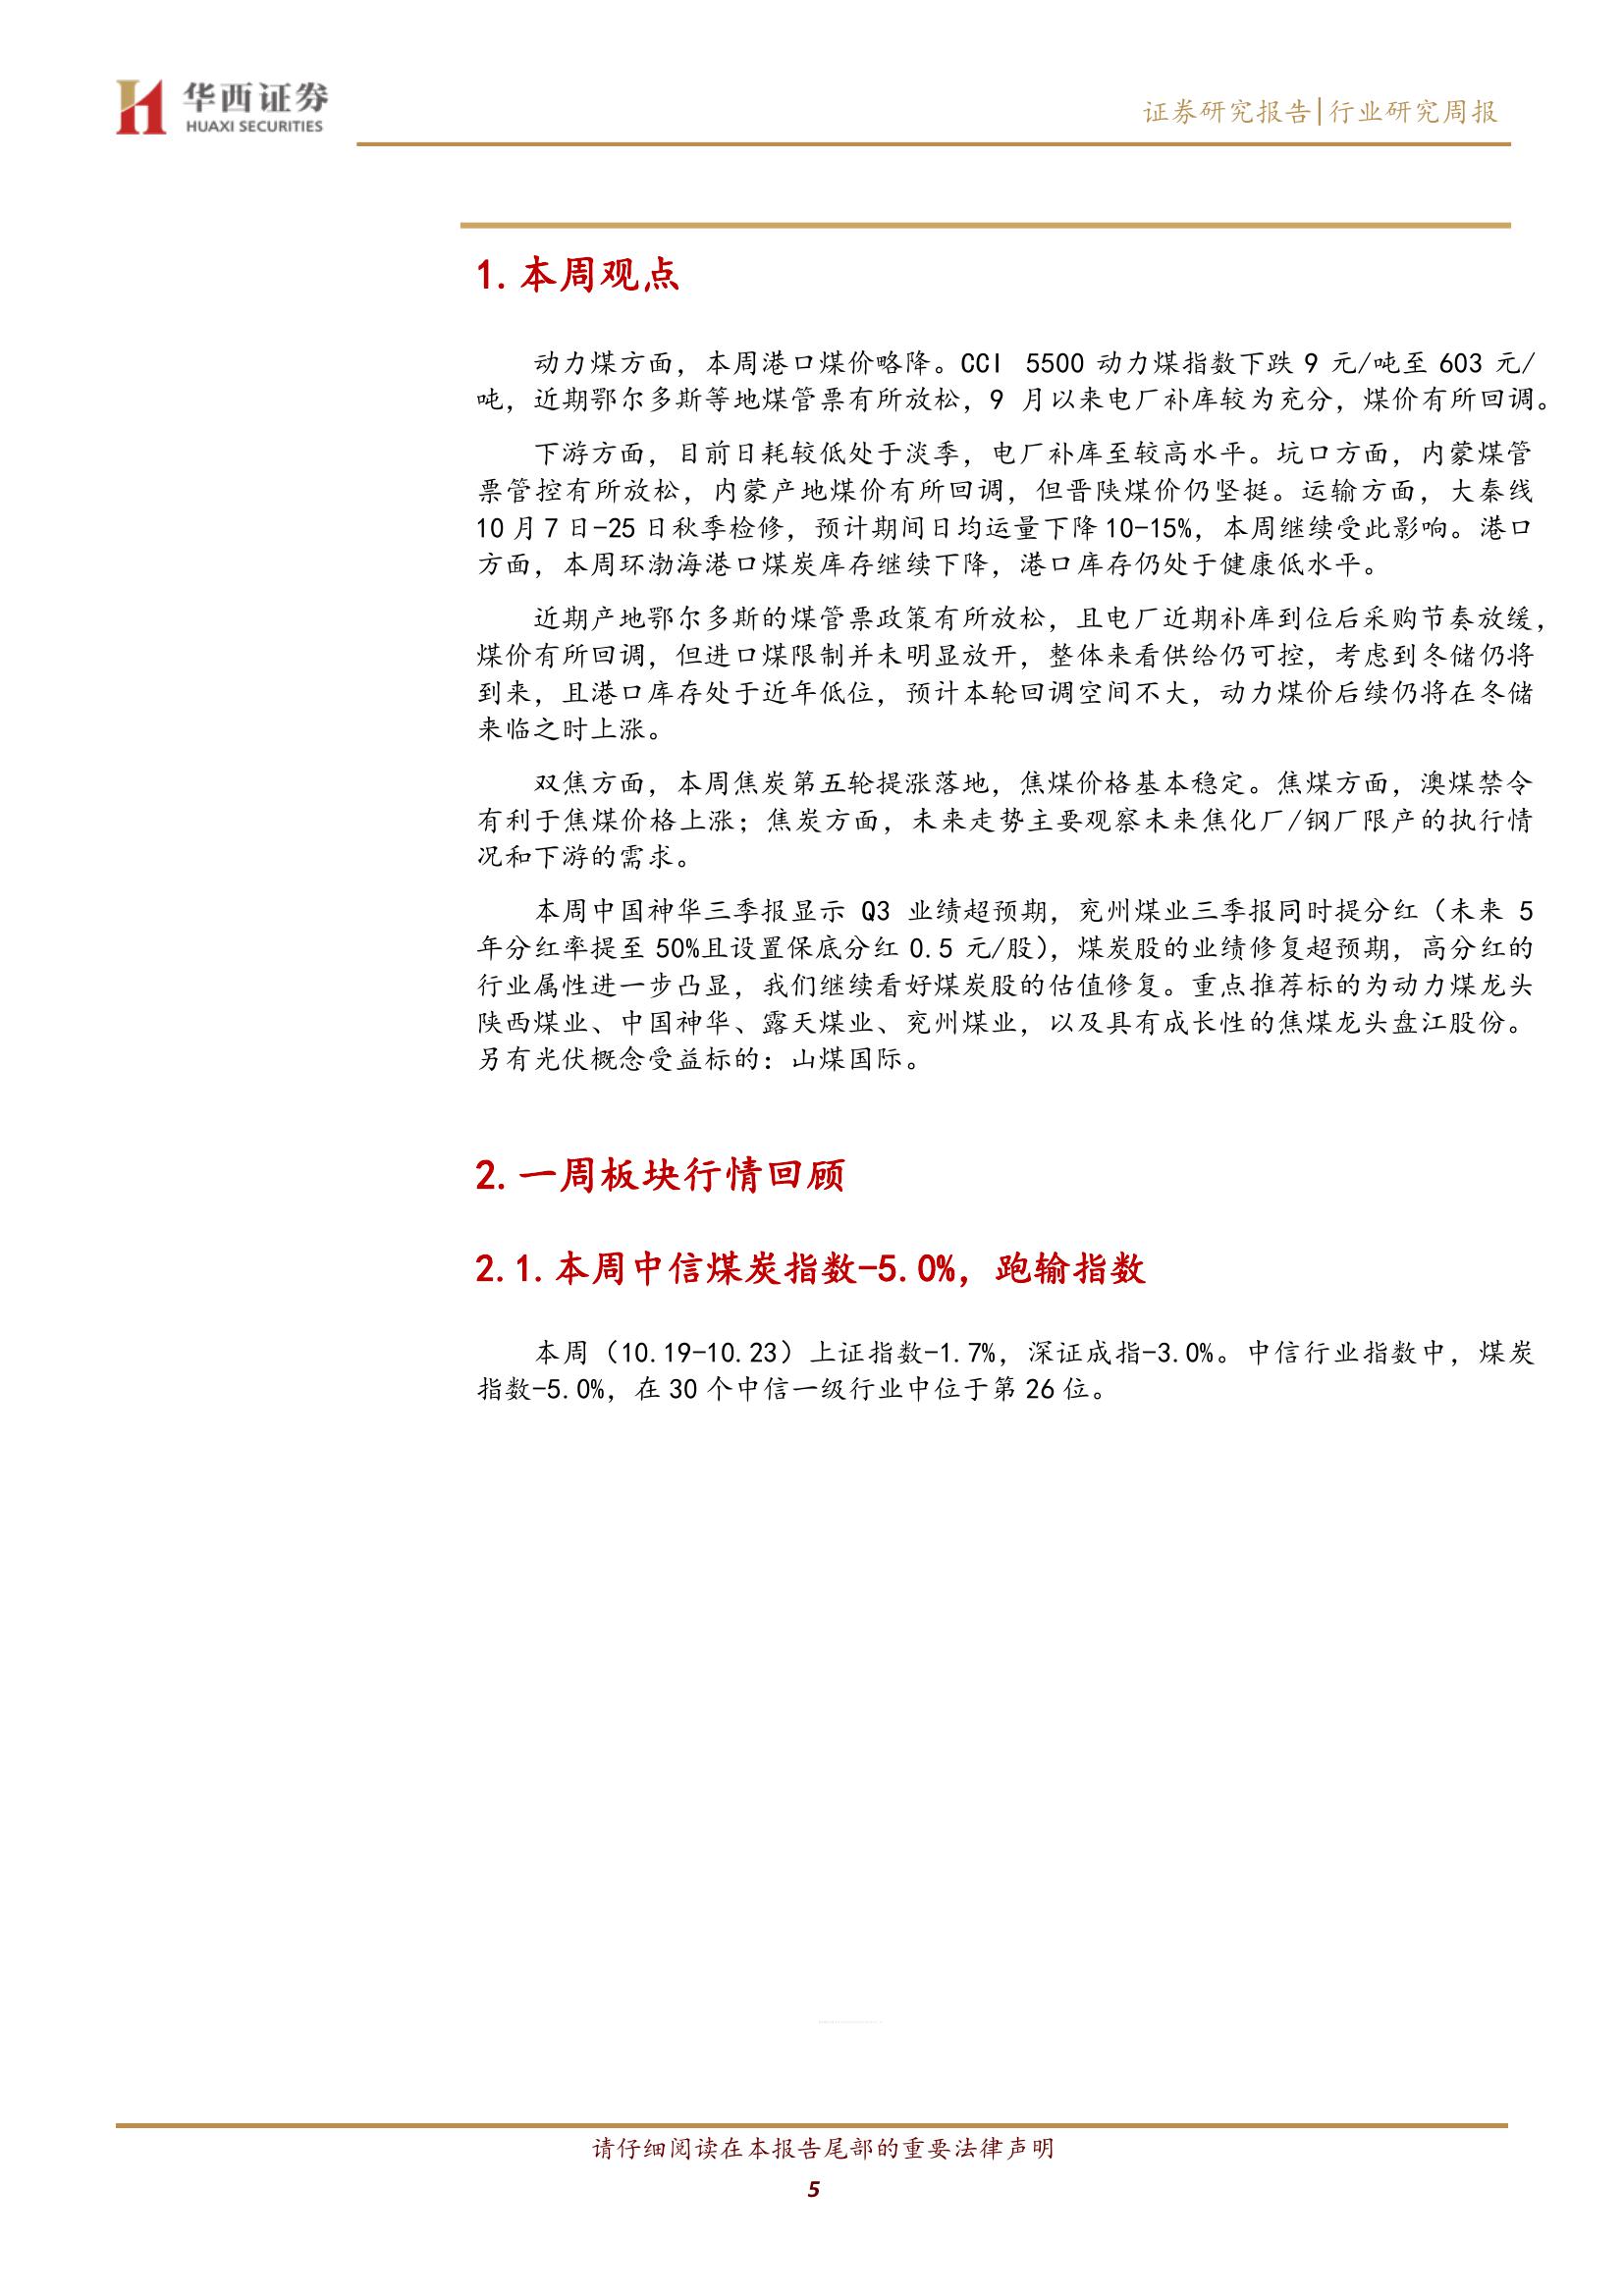 华西证券
HUAXI SECURITIES
证券研究报告|行业研究周报
1.本周观点
动力煤方面，本周港口煤价略降。CCI 5500 动力煤指数下跌 9 元/吨至 603 元/
吨，近期鄂尔多斯等地煤管票有所放松，9 月以来电厂补库较为充分，煤价有所回调。
下游方面，目前日耗较低处于淡季，电厂补库至较高水平。坑口方面，内蒙煤管
票管控有所放松，内蒙产地煤价有所回调，但晋陕煤价仍坚挺。运输方面，大秦线
10 月 7 日-25 日秋季检修，预计期间日均运量下降 10-15%，本周继续受此影响。港口
方面，本周环渤海港口煤炭库存继续下降，港口库存仍处于健康低水平。
近期产地鄂尔多斯的煤管票政策有所放松，且电厂近期补库到位后采购节奏放缓，
煤价有所回调，但进口煤限制并未明显放开，整体来看供给仍可控，考虑到冬储仍将
到来，且港口库存处于近年低位，预计本轮回调空间不大，动力煤价后续仍将在冬储
来临之时上涨。
双焦方面，本周焦炭第五轮提涨落地，焦煤价格基本稳定。焦煤方面，澳煤禁令
有利于焦煤价格上涨；焦炭方面，未来走势主要观察未来焦化厂/钢厂限产的执行情
况和下游的需求。
本周中国神华三季报显示 Q3 业绩超预期，兖州煤业三季报同时提分红（未来 5
年分红率提至 50%且设置保底分红 0.5 元/股），煤炭股的业绩修复超预期，高分红的
行业属性进一步凸显，我们继续看好煤炭股的估值修复。重点推荐标的为动力煤龙头
陕西煤业、中国神华、露天煤业、兖州煤业，以及具有成长性的焦煤龙头盘江股份。
另有光伏概念受益标的：山煤国际。
2.一周板块行情回顾
2.1.本周中信煤炭指数-5.0%，跑输指数
本周（10.19-10.23）上证指数-1.7%，深证成指-3.0%。中信行业指数中，煤炭
指数-5.0%，在 30 个中信一级行业中位于第 26 位。
请仔细阅读在本报告尾部的重要法律声明
5